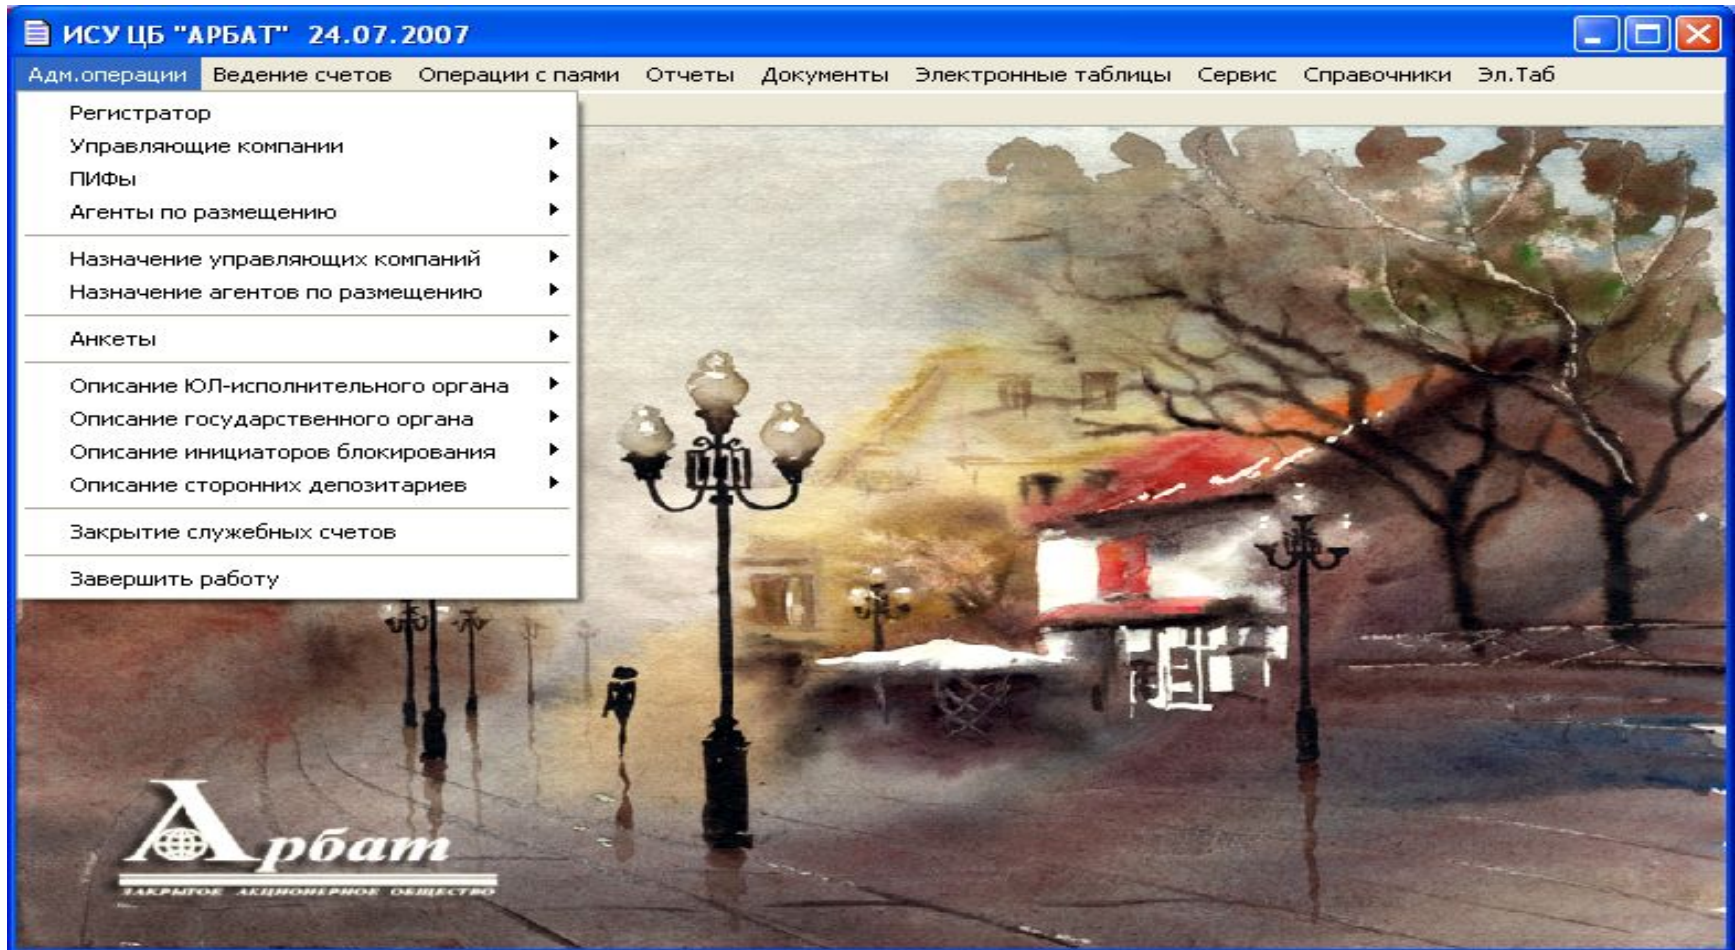 ИСУ ЦБ "АРБАТ" 24.07.2007
Адм.операции Ведение счетов Операции с паями Отчеты Документы Электронные таблицы Сервис Справочники Эл.Таб
Регистратор
Управляющие компании
ПИФы
Агенты по размещению
Назначение управляющих компаний
Назначение агентов по размещению
Анкеты
Описание ЮЛ-исполнительного органа
Описание государственного органа
Описание инициаторов блокирования
Описание сторонних депозитариев
Закрытие служебных счетов
Завершить работу
Арбат
ЗАКРЫТОЕ АКЦИОНЕРНОЕ ОБЩЕСТВО